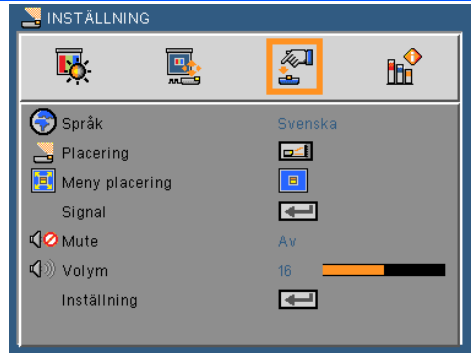 INSTÄLLNING
Språk Svenska
Placering
Meny placering
Signal
Mute Av
Volym 16
Inställning